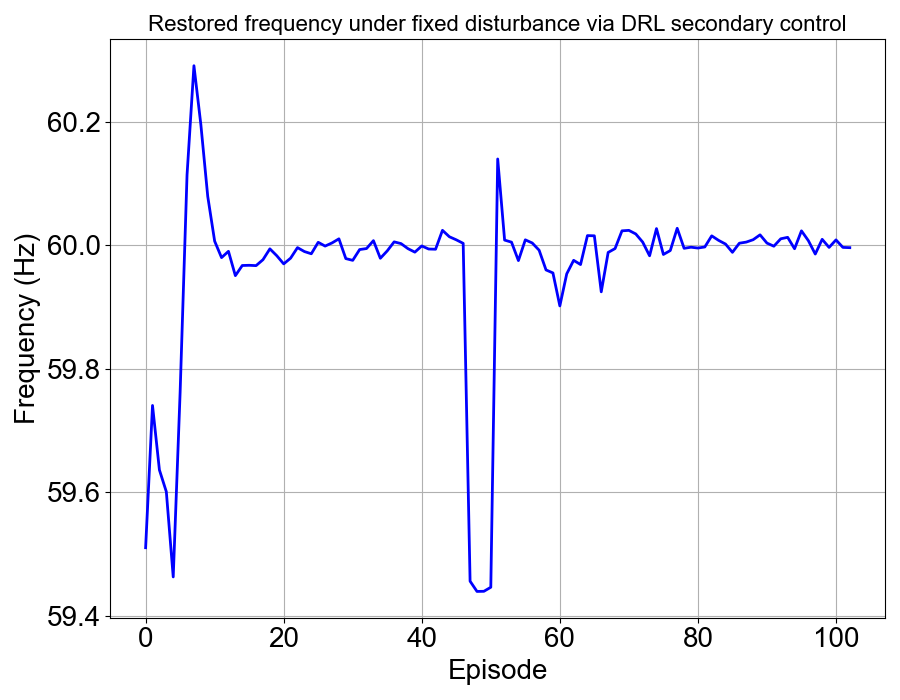 Restored frequency under fixed disturbance via DRL secondary control
60.2
60.0
59.8
59.6
59.4
Frequency (Hz)
0 20 40 60 80 100
Episode